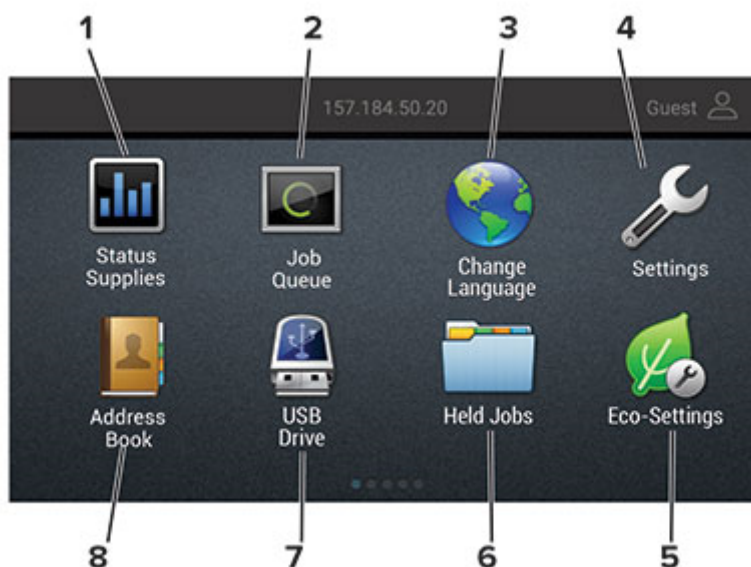 1 2 3 4
157.184.50.20 Guest
Status
Supplies
Job
Queue
Change
Language
Settings
Address
Book
USB
Drive
Held Jobs
Eco-Settings
8 7 6 5